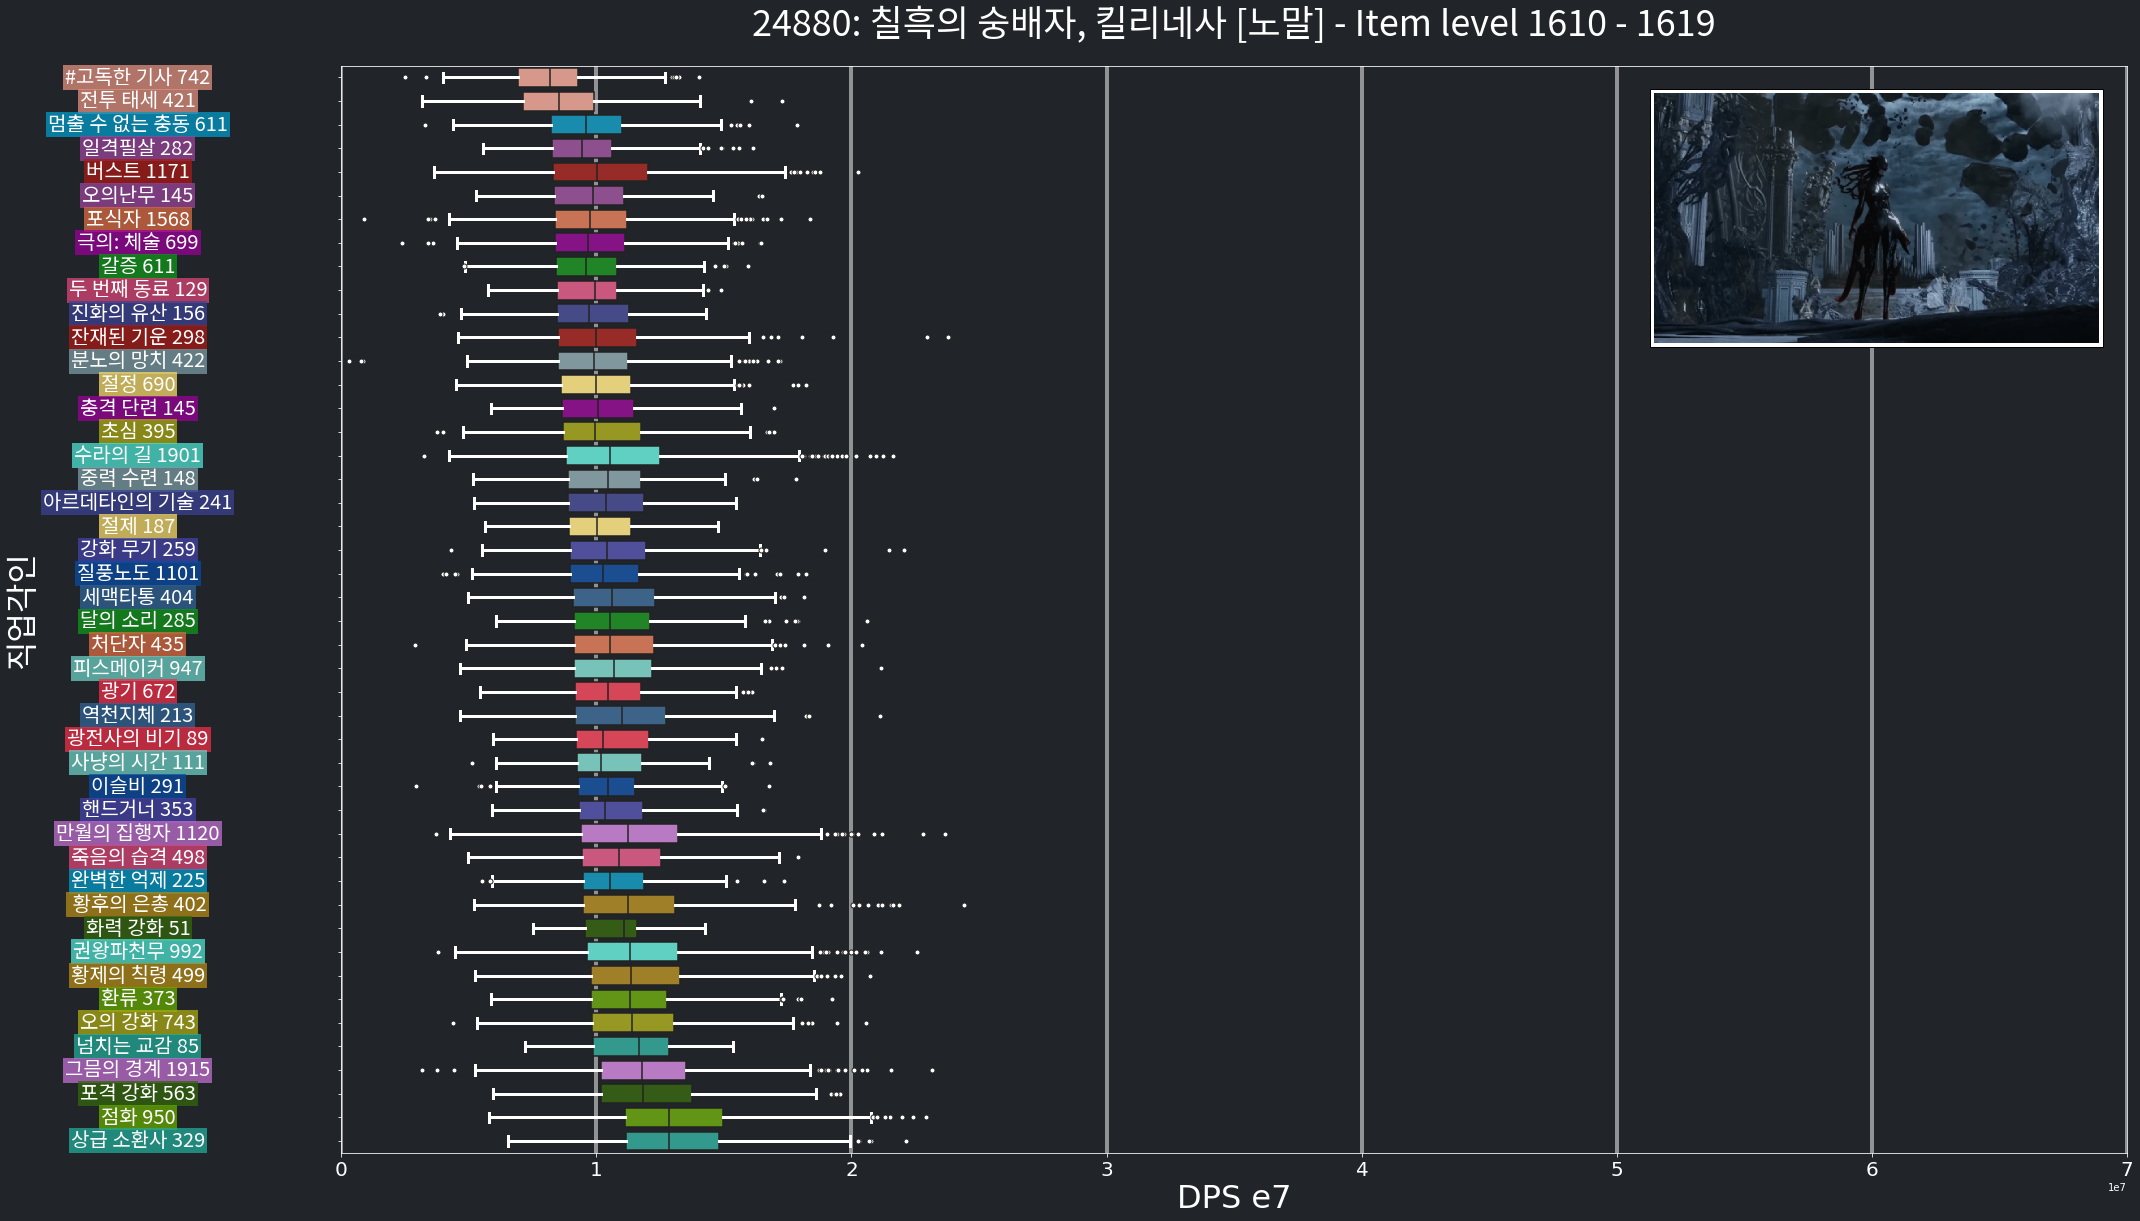 24880: 칠흑의 숭배자, 킬리네사 [노말] - Item level 1610 - 1619
#고독한 기사 742
전투 태세 421
멈출 수 없는 충동 611
일격필살 282
버스트 1171
오의난무 145
포식자 1568
극의: 체술 699
갈증 611
두 번째 동료 129
진화의 유산 156
잔재된 기운 298
분노의 망치 422
절정 690
충격 단련 145
초심 395
수라의 길 1901
중력 수련 148
아르데타인의 기술 241
절제 187
강화 무기 259
질풍노도 1101
세맥타통 404
달의 소리 285
처단자 435
피스메이커 947
광기 672
역천지체 213
광전사의 비기 89
사냥의 시간 111
이슬비 291
핸드거너 353
만월의 집행자 1120
죽음의 습격 498
완벽한 억제 225
황후의 은총 402
화력 강화 51
권왕파천무 992
황제의 칙령 499
환류 373
오의 강화 743
넘치는 교감 85
그믐의 경계 1915
포격 강화 563
점화 950
상급 소환사 329
직업각인
0 1 2 3 4 5 6 7
1e7
DPS e7